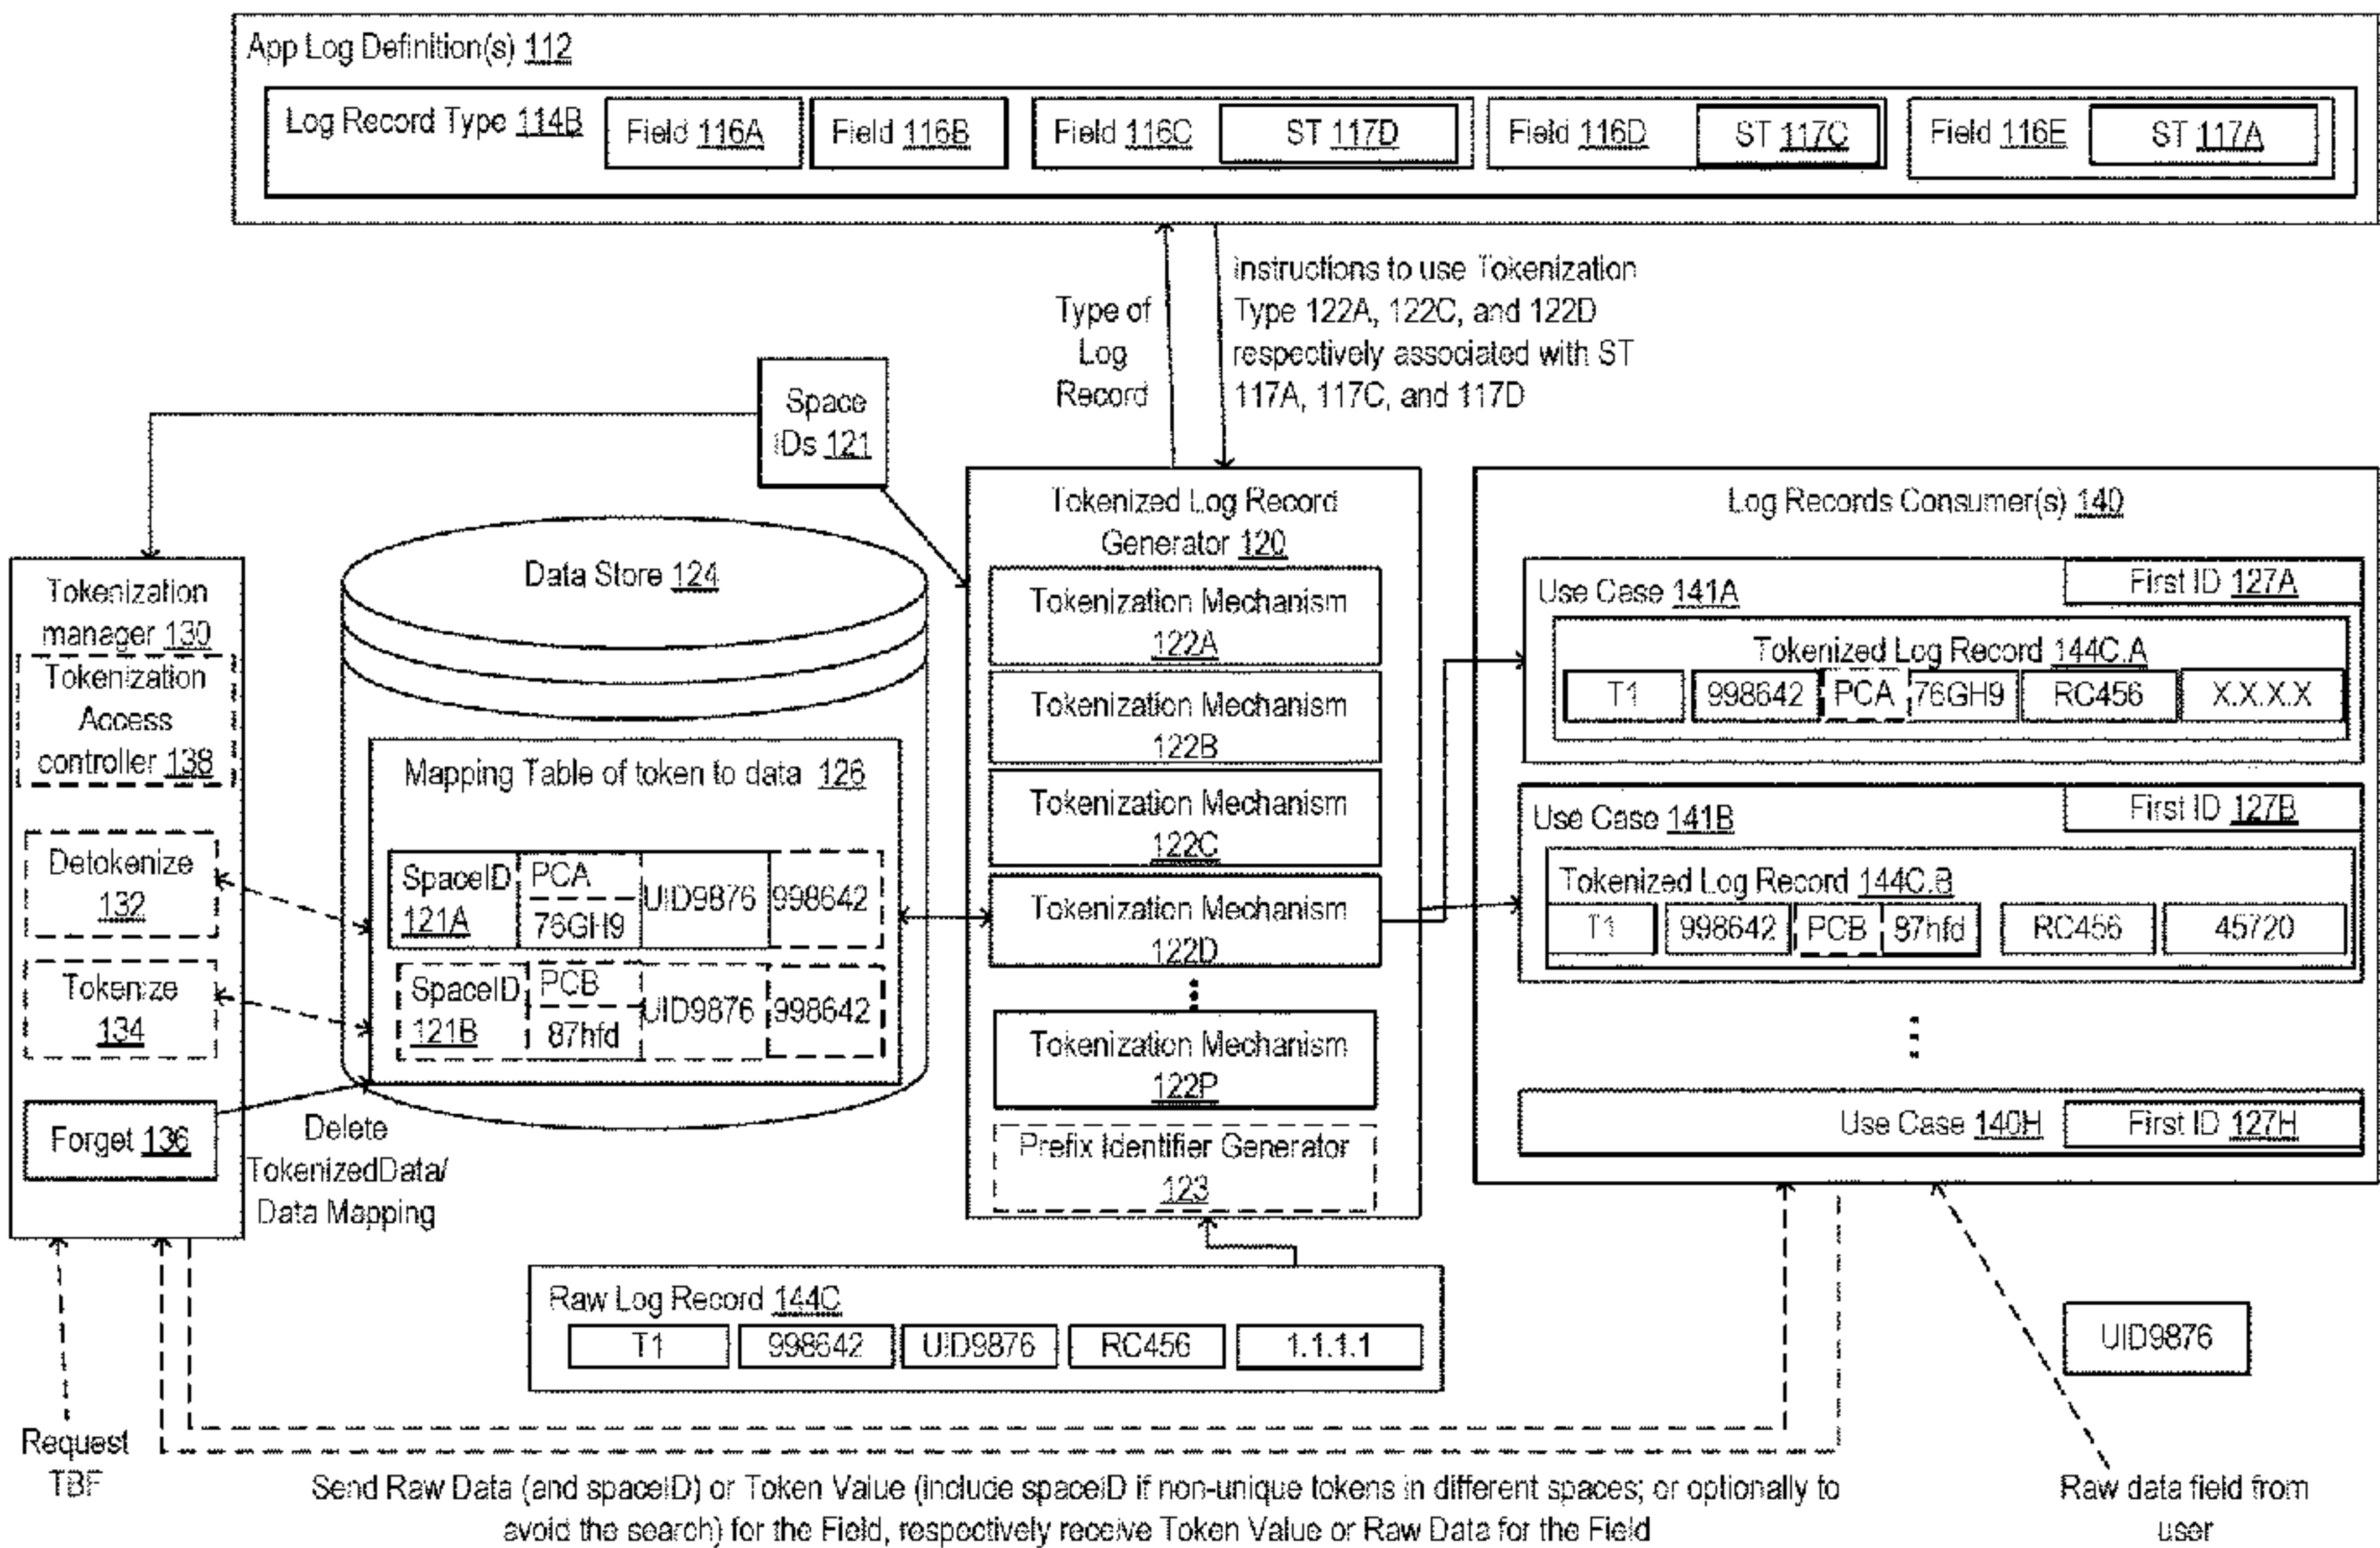 App Log Definition(s) 112
Log Record Type 114B
Field 116A
Field 116B
Field 116C
ST 117D
Field 116D
ST 117C
Field 116E
ST 117A
Type of
Log
Record
Instructions to use Tokenization
Type 122A, 122C, and 122D
respectively associated with ST
117A, 117C, and 117D
Space
IDs 121
Tokenization
manager 130
Tokenization
Access
controller 138
Detokenize
132
Tokenize
134
Forget 136
Delete
TokenizedData/
Data Mapping
Data Store 124
Mapping Table of token to data 126
SpaceID
121A
PCA
76GH9
UID9876
998642
SpaceID
121B
PCB
87hfd
UID9876
998642
Tokenized Log Record
Generator 120
Tokenization Mechanism
122A
Tokenization Mechanism
122B
Tokenization Mechanism
122C
Tokenization Mechanism
122D
Tokenization Mechanism
122P
Prefix Identifier Generator
123
Log Records Consumer(s) 140
Use Case 141A
First ID 127A
Tokenized Log Record 144C.A
T1 998642 PCA 76GH9 RC456 X.X.X.X
Use Case 141B
First ID 127B
Tokenized Log Record 144C.B
T1 998642 PCB 87hfd RC456 45720
Use Case 140H
First ID 127H
Raw Log Record 144C
T1 998642 UID9876 RC456 1.1.1.1
UID9876
Request
TBF
Send Raw Data (and spaceID) or Token Value (include spaceID if non-unique tokens in different spaces; or optionally to
avoid the search) for the Field, respectively receive Token Value or Raw Data for the Field
Raw data field from
user